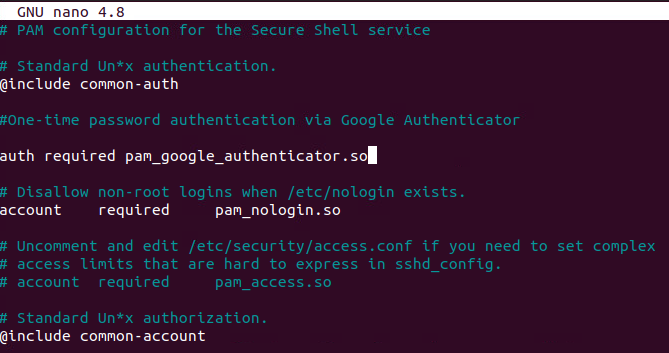 GNU nano 4.8
# PAM configuration for the Secure Shell service
# Standard Un*x authentication.
@include common-auth
#One-time password authentication via Google Authenticator
auth required pam_google_authenticator.so
# Disallow non-root logins when /etc/nologin exists.
account    required     pam_nologin.so
# Uncomment and edit /etc/security/access.conf if you need to set complex
# access limits that are hard to express in sshd_config.
# account  required     pam_access.so
# Standard Un*x authorization.
@include common-account